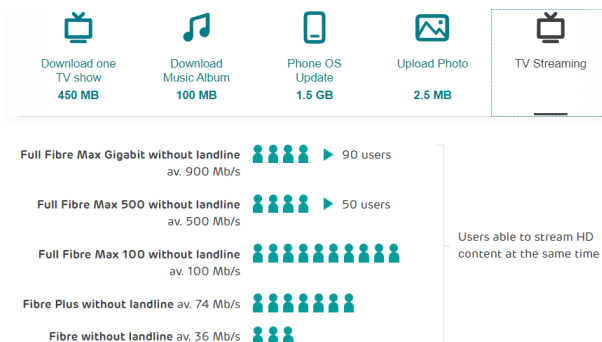 Download one
TV show
450 MB
Download
Music Album
100 MB
Phone OS
Update
1.5 GB
Upload Photo
2.5 MB
TV Streaming
Full Fibre Max Gigabit without landline
av. 900 Mb/s
90 users
Full Fibre Max 500 without landline
av. 500 Mb/s
50 users
Full Fibre Max 100 without landline
av. 100 Mb/s
Fibre Plus without landline av. 74 Mb/s
Fibre without landline av. 36 Mb/s
Users able to stream HD
content at the same time